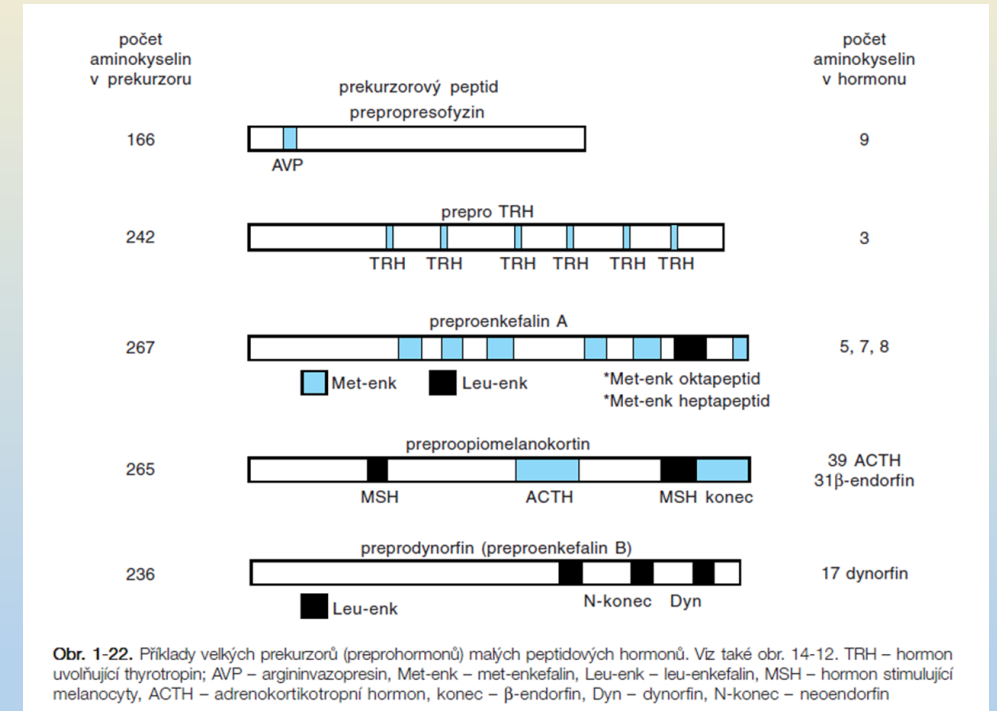 počet
aminokyselin
v prekurzoru
počet
aminokyselin
v hormonu
prekurzorový peptid
prepropresofyzin
166
9
AVP
prepro TRH
242
3
TRH TRH TRH TRH TRH TRH
preproenkefalin A
267
5, 7, 8
Met-enk
Leu-enk
*Met-enk oktapeptid
*Met-enk heptapeptid
preproopiomelanokortin
265
39 ACTH
31β-endorfin
MSH ACTH MSH konec
preprodynorfin (preproenkefalin B)
236
17 dynorfin
N-konec Dyn
Leu-enk
Obr. 1-22. Příklady velkých prekurzorů (preprohormonů) malých peptidových hormonů. Viz také obr. 14-12. TRH – hormon
uvolňující thyrotropin; AVP – argininvazopresin, Met-enk – met-enkefalin, Leu-enk – leu-enkefalin, MSH – hormon stimulující
melanocyty, ACTH – adrenokortikotropní hormon, konec – β-endorfin, Dyn – dynorfin, N-konec – neoendorfin